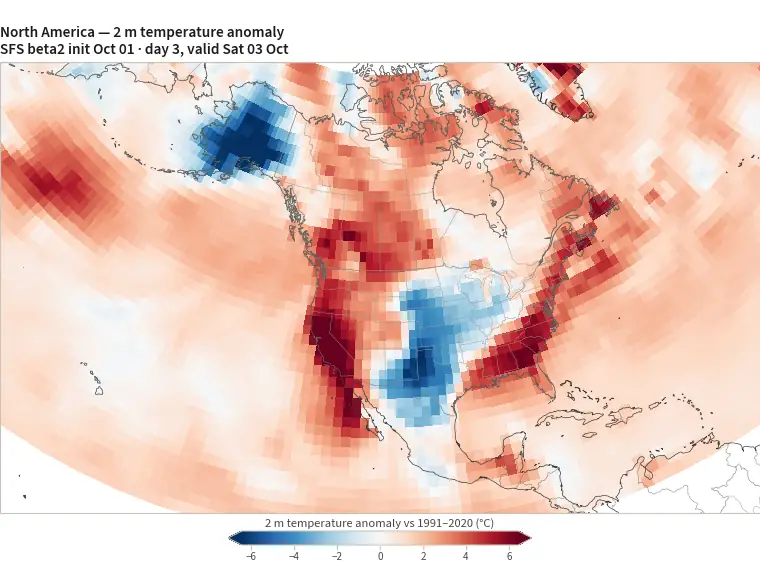 North America — 2 m temperature anomaly
SFS beta2 init Oct 01 · day 3, valid Sat 03 Oct
2 m temperature anomaly vs 1991–2020 (°C)
−6 −4 −2 0 2 4 6